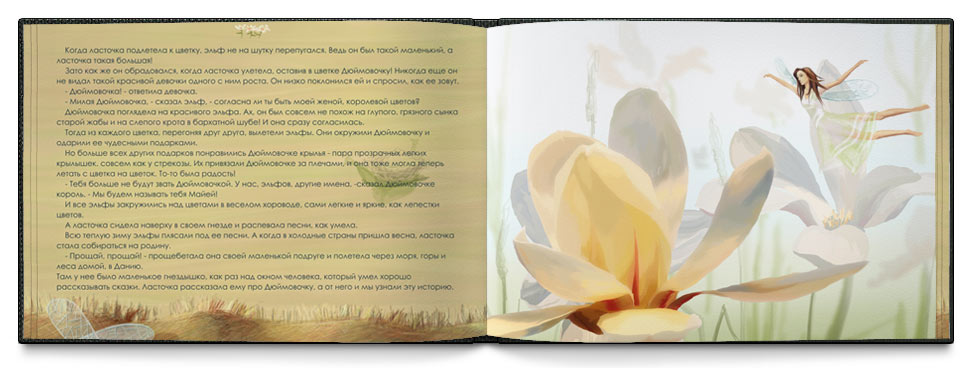 Когда ласточка подлетела к цветку, эльф не на шутку перепугался. Ведь он был такой маленький, а
ласточка такая большая!
Зато как же он обрадовался, когда ласточка улетела, оставив в цветке Дюймовочку! Никогда еще он
не видал такой красивой девочки одного с ним роста. Он низко поклонился ей и спросил, как ее зовут.
- Дюймовочка! - ответила девочка.
- Милая Дюймовочка, - сказал эльф, - согласна ли ты быть моей женой, королевой цветов?
Дюймовочка поглядела на красивого эльфа. Ах, он был совсем не похож на глупого, грязного сынка
старой жабы и на слепого крота в бархатной шубе! И она сразу согласилась.
Тогда из каждого цветка, перегоняя друг друга, вылетели эльфы. Они окружили Дюймовочку и
одарили ее чудесными подарками.
Но больше всех других подарков понравились Дюймовочке крылья - пара прозрачных легких
крылышек, совсем как у стрекозы. Их привязали Дюймовочке за плечами, и она тоже могла теперь
летать с цветка на цветок. То-то была радость!
- Тебя больше не будут звать Дюймовочкой. У нас, эльфов, другие имена, -сказал Дюймовочке
король. - Мы будем называть тебя Майей!
И все эльфы закружились над цветами в веселом хороводе, сами легкие и яркие, как лепестки
цветов.
А ласточка сидела наверху в своем гнезде и распевала песни, как умела.
Всю теплую зиму эльфы плясали под ее песни. А когда в холодные страны пришла весна, ласточка
стала собираться на родину.
- Прощай, прощай! - прощебетала она своей маленькой подруге и полетела через моря, горы и
леса домой, в Данию.
Там у нее было маленькое гнездышко, как раз над окном человека, который умел хорошо
рассказывать сказки. Ласточка рассказала ему про Дюймовочку, а от него и мы узнали эту историю.